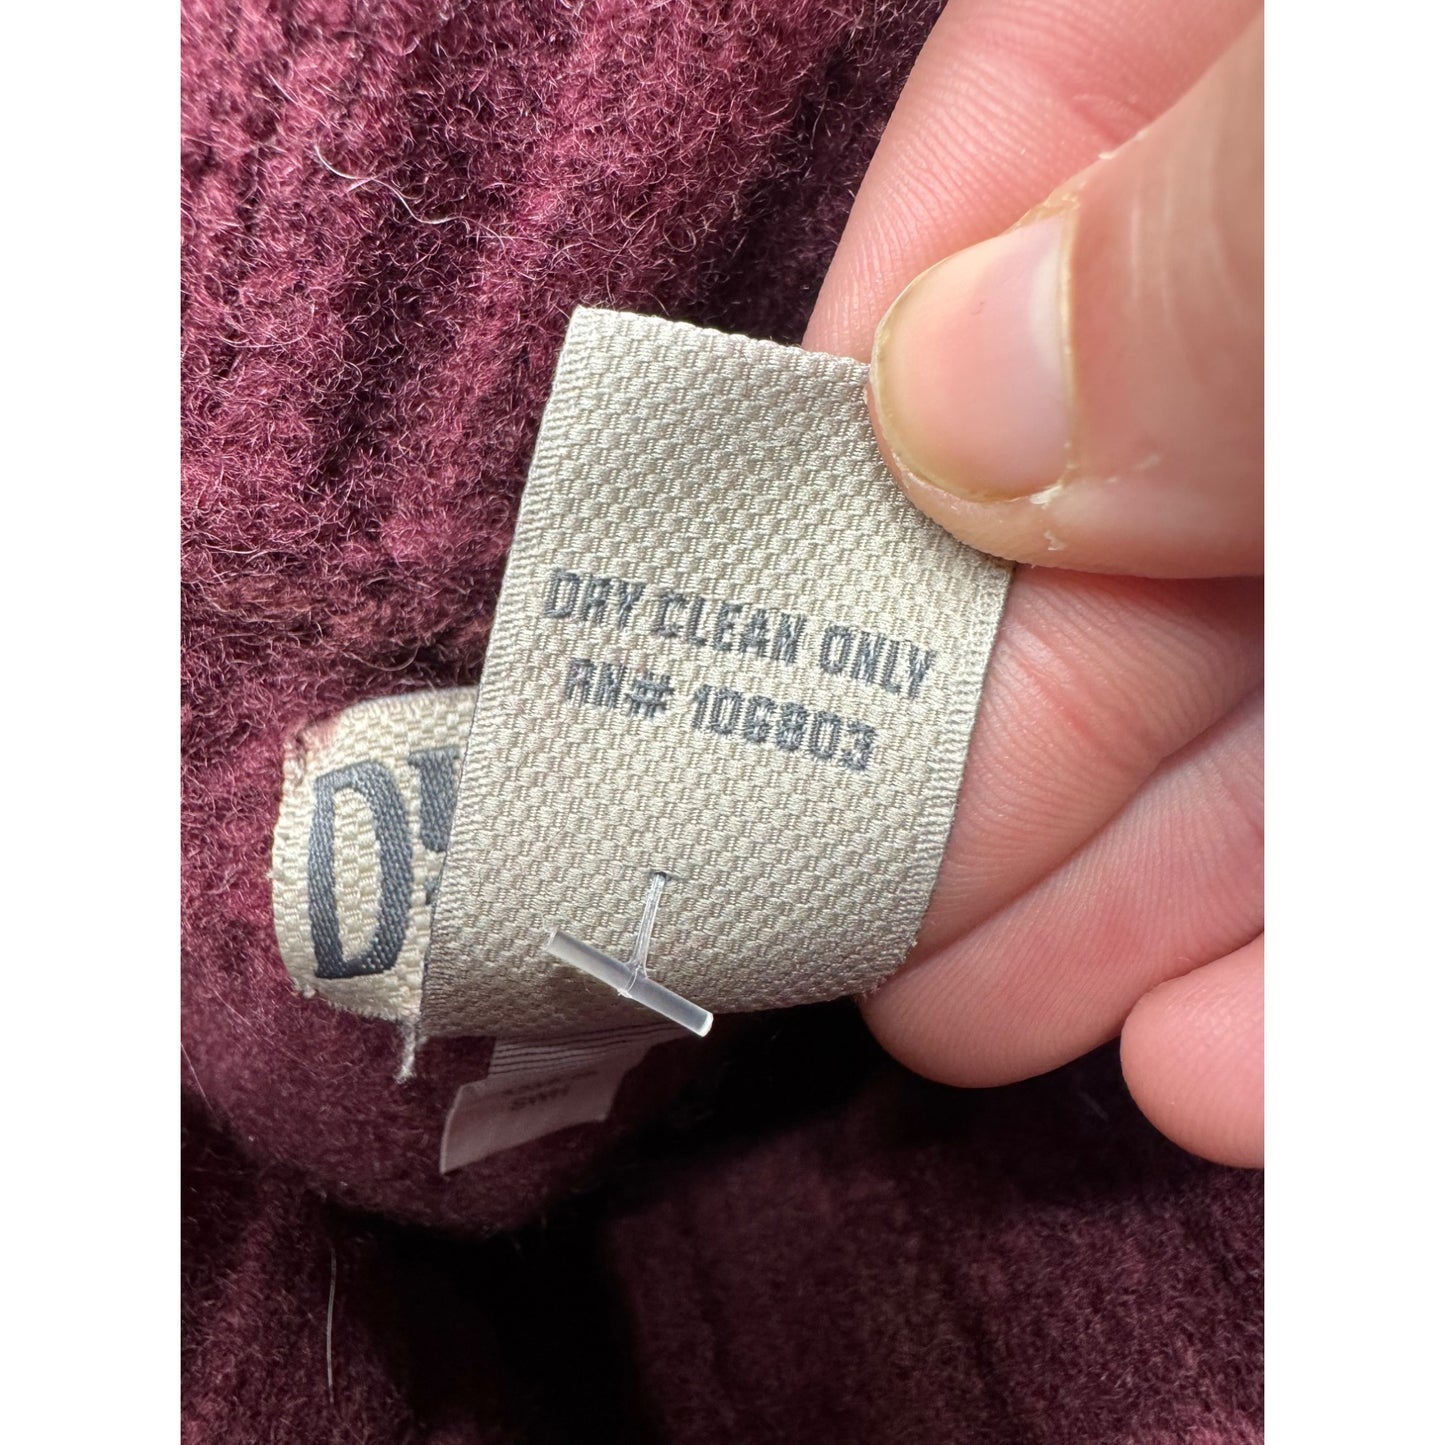 DRY CLEAN ONLY
RN# 106803
D